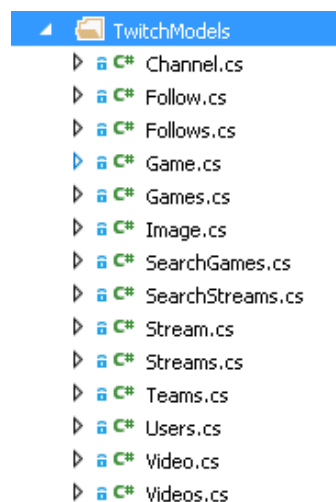 TwitchModels
C# Channel.cs
C# Follow.cs
C# Follows.cs
C# Game.cs
C# Games.cs
C# Image.cs
C# SearchGames.cs
C# SearchStreams.cs
C# Stream.cs
C# Streams.cs
C# Teams.cs
C# Users.cs
C# Video.cs
C# Videos.cs